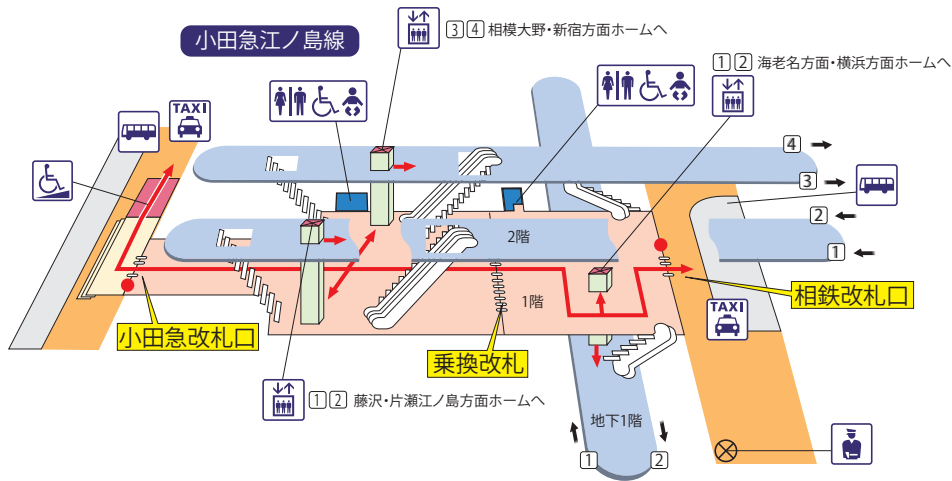 小田急江ノ島線
3 4 相模大野・新宿方面ホームへ
1 2 海老名方面・横浜方面ホームへ
TAXI
4
3
2
1
2階
1階
小田急改札口
乗換改札
相鉄改札口
TAXI
1 2 藤沢・片瀬江ノ島方面ホームへ
地下1階
1
2